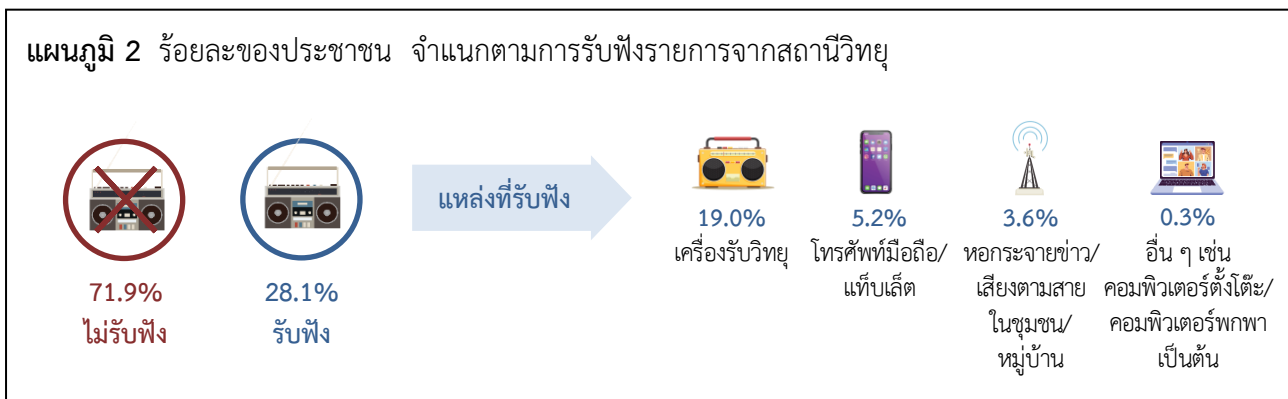 แผนภูมิ 2 ร้อยละของประชาชน จำแนกตามการรับฟังรายการจากสถานีวิทยุ
71.9%
ไม่รับฟัง
28.1%
รับฟัง
แหล่งที่รับฟัง
19.0%
เครื่องรับวิทยุ
5.2%
โทรศัพท์มือถือ/
แท็บเล็ต
3.6%
หอกระจายข่าว/
เสียงตามสาย
ในชุมชน/
หมู่บ้าน
0.3%
อื่น ๆ เช่น
คอมพิวเตอร์ตั้งโต๊ะ/
คอมพิวเตอร์พกพา
เป็นต้น